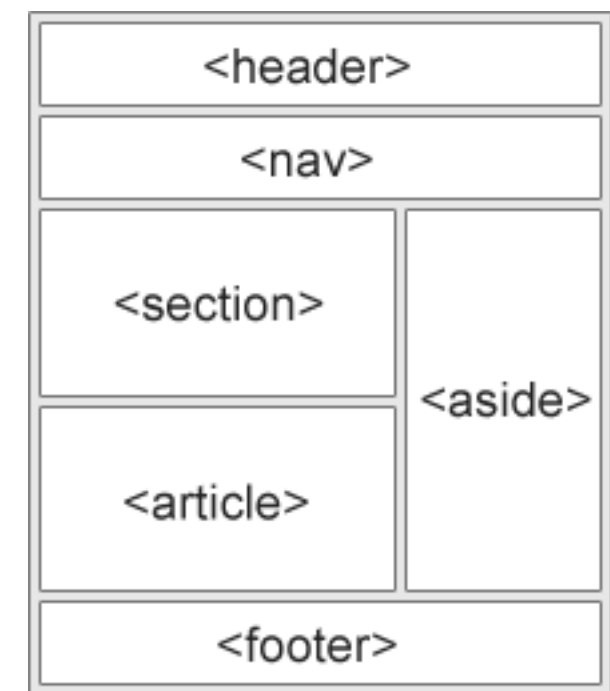 <header>
<nav>
<section>
<aside>
<article>
<footer>